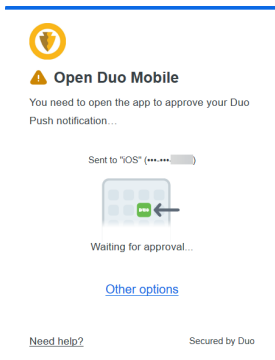 Open Duo Mobile
You need to open the app to approve your Duo
Push notification...
Sent to "iOS" (•••-•••-    )
DUO
Waiting for approval...
Other options
Need help?
Secured by Duo